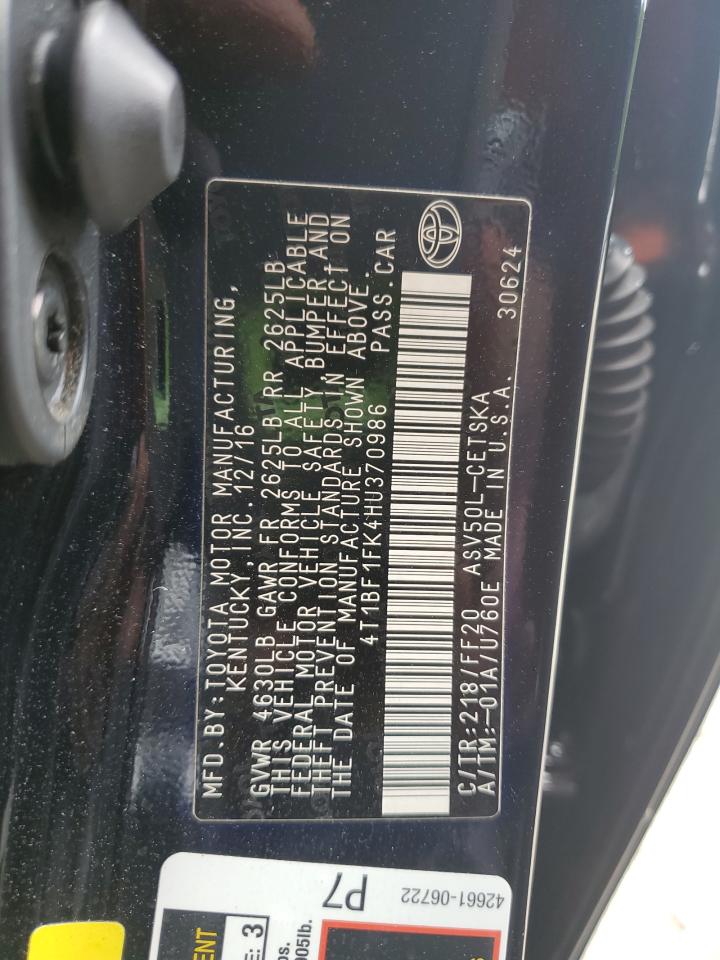 MFD.BY:TOYOTA MOTOR MANUFACTURING,
KENTUCKY,INC. 12/16
GVWR 4630LB GAWR FR 2625LB RR 2625LB
THIS VEHICLE CONFORMS TO ALL APPLICABLE
FEDERAL MOTOR VEHICLE SAFETY BUMPER AND
THEFT PREVENTION STANDARDS IN EFFECT ON
THE DATE OF MANUFACTURE SHOWN ABOVE.
4T1BF1FK4HU370986 PASS.CAR
C/TR:218/FF20 ASV50L-CETSKA
A/TM:-01A/U760E MADE IN U.S.A. 30624
P7
42661-06722
E: 3
005lb.